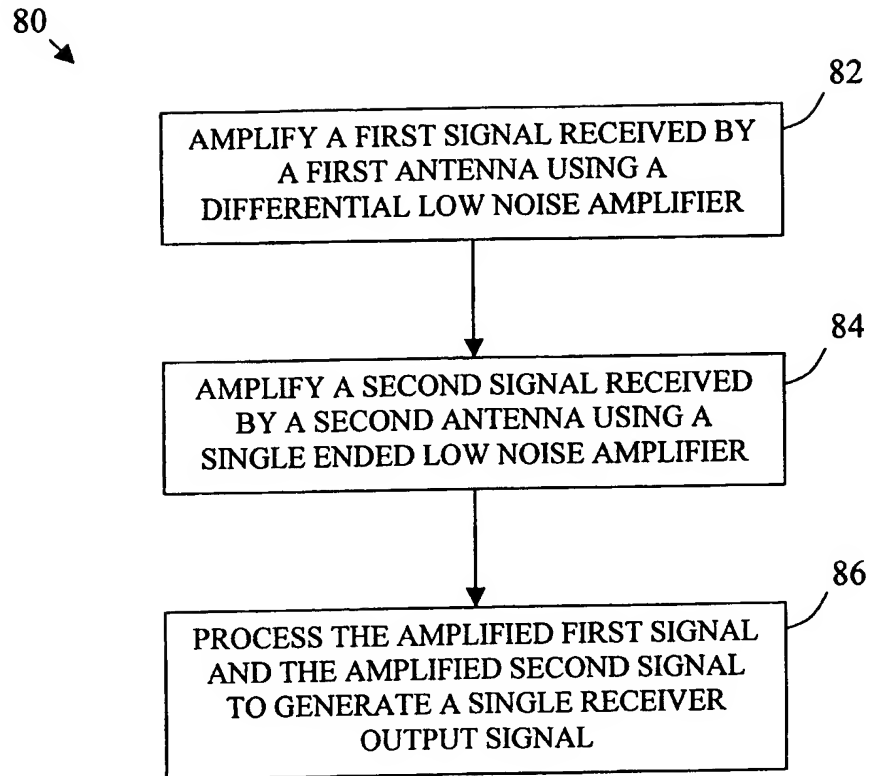 80
82
AMPLIFY A FIRST SIGNAL RECEIVED BY
A FIRST ANTENNA USING A
DIFFERENTIAL LOW NOISE AMPLIFIER
84
AMPLIFY A SECOND SIGNAL RECEIVED
BY A SECOND ANTENNA USING A
SINGLE ENDED LOW NOISE AMPLIFIER
86
PROCESS THE AMPLIFIED FIRST SIGNAL
AND THE AMPLIFIED SECOND SIGNAL
TO GENERATE A SINGLE RECEIVER
OUTPUT SIGNAL